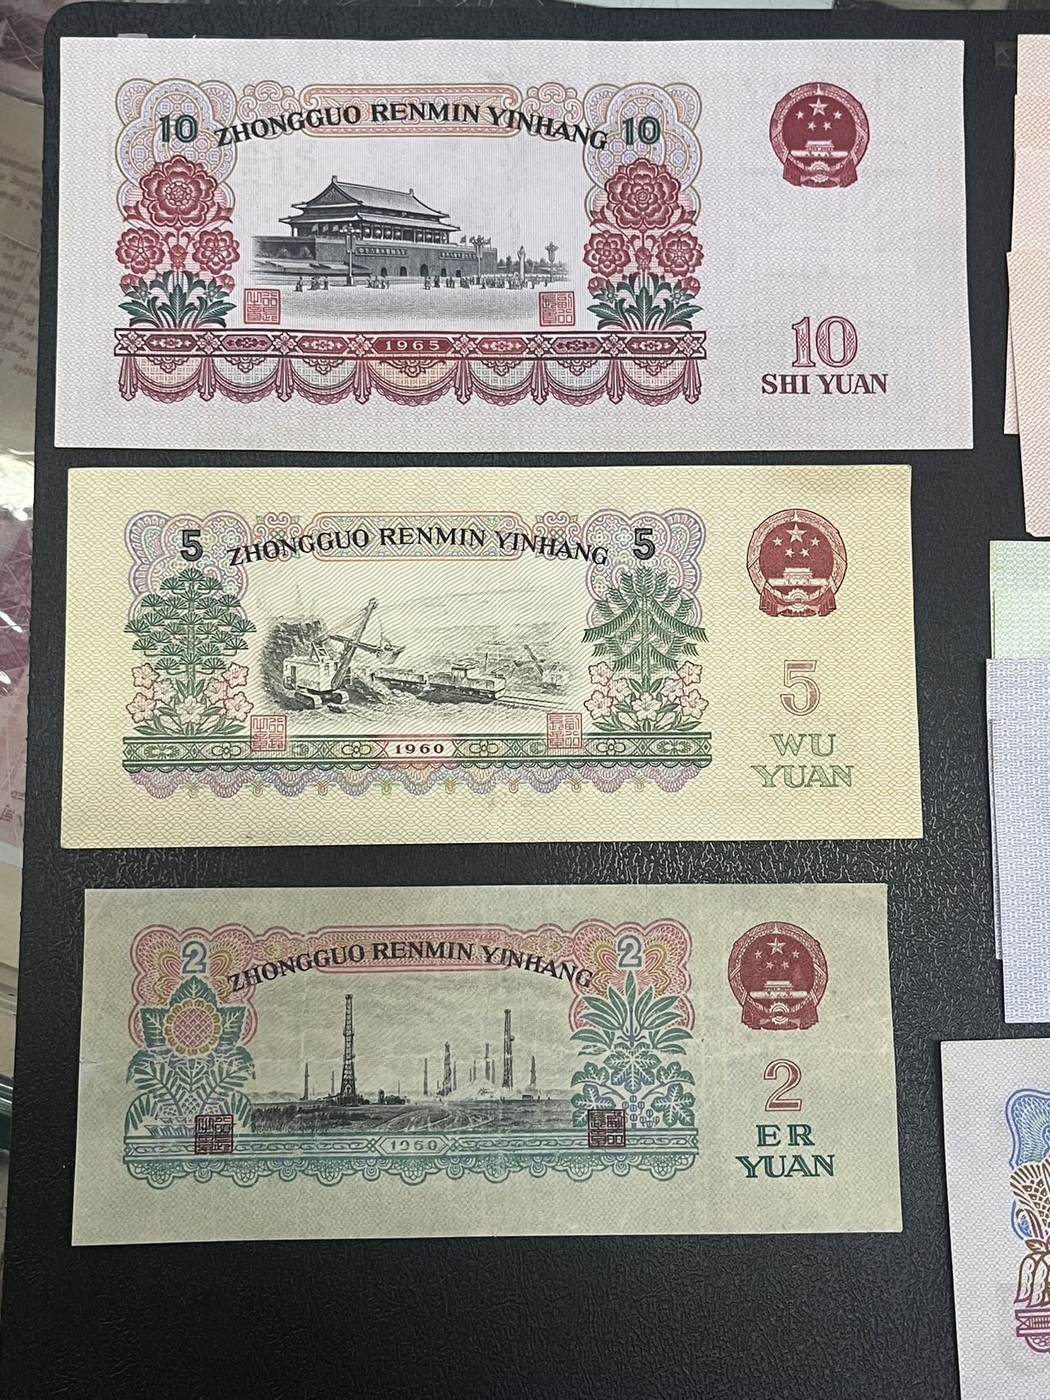 10 ZHONGGUO RENMIN YINHANG 10
1965
10
SHI YUAN
5 ZHONGGUO RENMIN YINHANG 5
1960
5
WU
YUAN
2 ZHONGGUO RENMIN YINHANG 2
1960
2
ER
YUAN